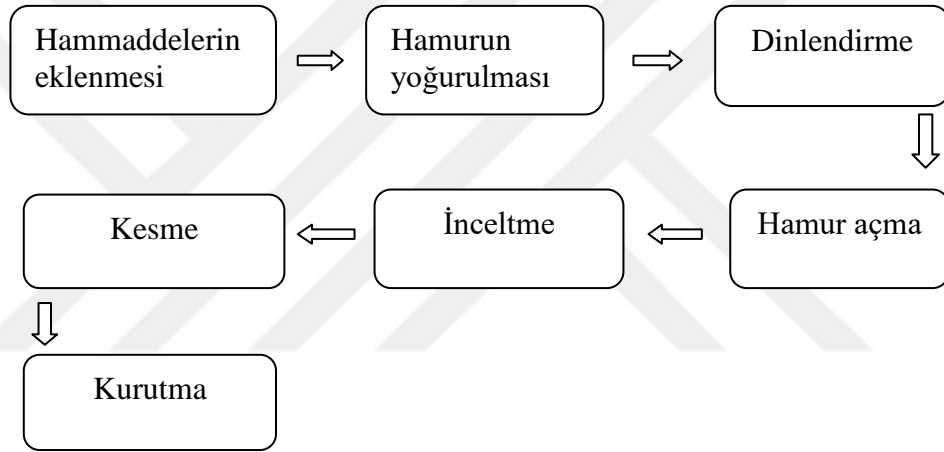 Hammaddelerin
eklenmesi
Hamurun
yoğurulması
Dinlendirme
Hamur açma
İnceltme
Kesme
Kurutma